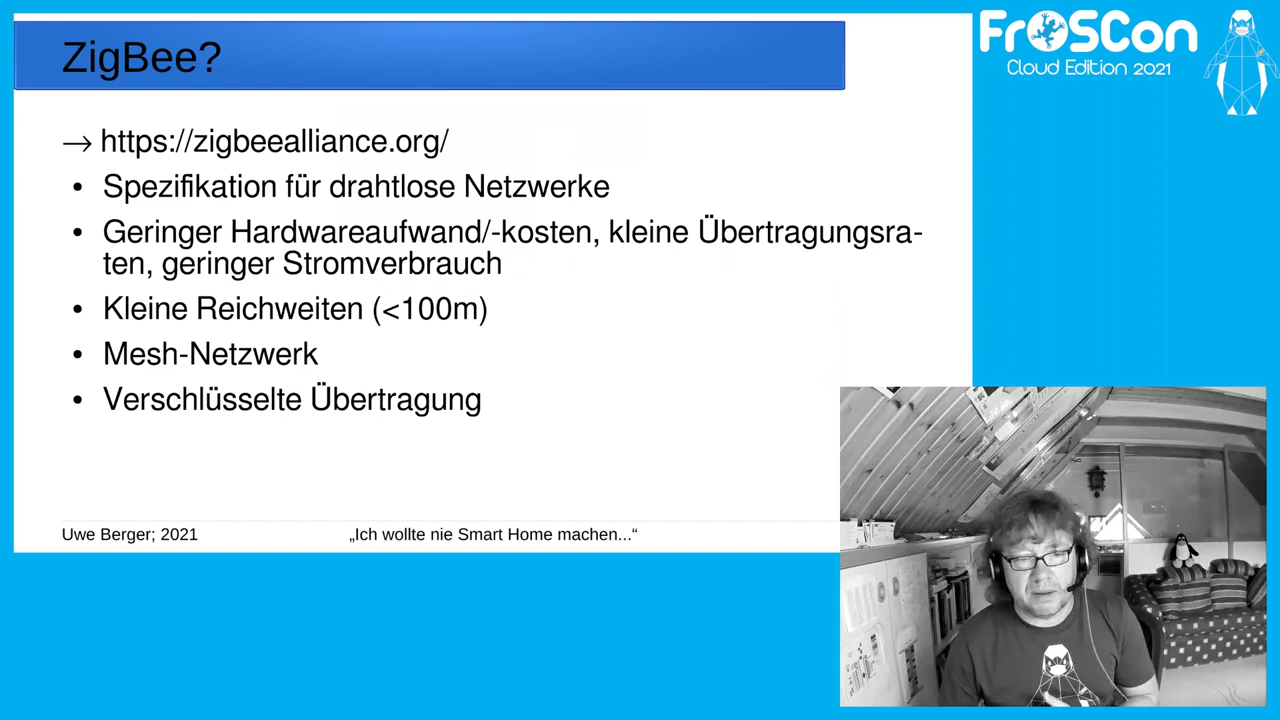 ZigBee?
→ https://zigbeealliance.org/
• Spezifikation für drahtlose Netzwerke
• Geringer Hardwareaufwand/-kosten, kleine Übertragungsra-
ten, geringer Stromverbrauch
• Kleine Reichweiten (<100m)
• Mesh-Netzwerk
• Verschlüsselte Übertragung
Uwe Berger; 2021
„Ich wollte nie Smart Home machen...“
FrOSCon
Cloud Edition 2021